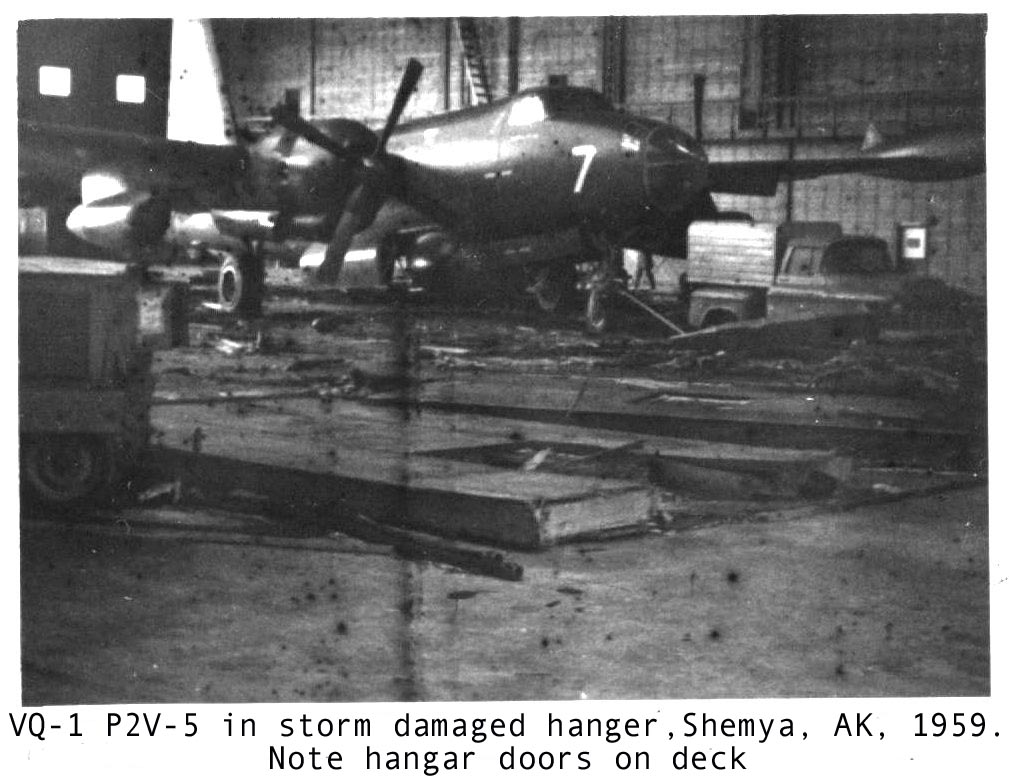 7
VQ-1 P2V-5 in storm damaged hanger,Shemya, AK, 1959.
Note hangar doors on deck